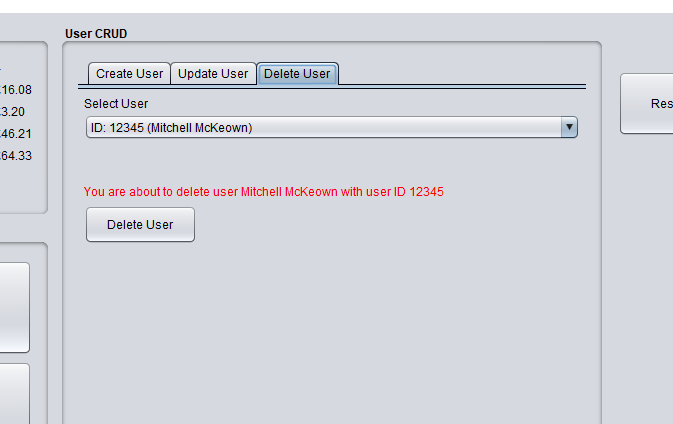 User CRUD
16.08
3.20
46.21
64.33
Create User
Update User
Delete User
Select User
ID: 12345 (Mitchell McKeown)
You are about to delete user Mitchell McKeown with user ID 12345
Delete User
Res